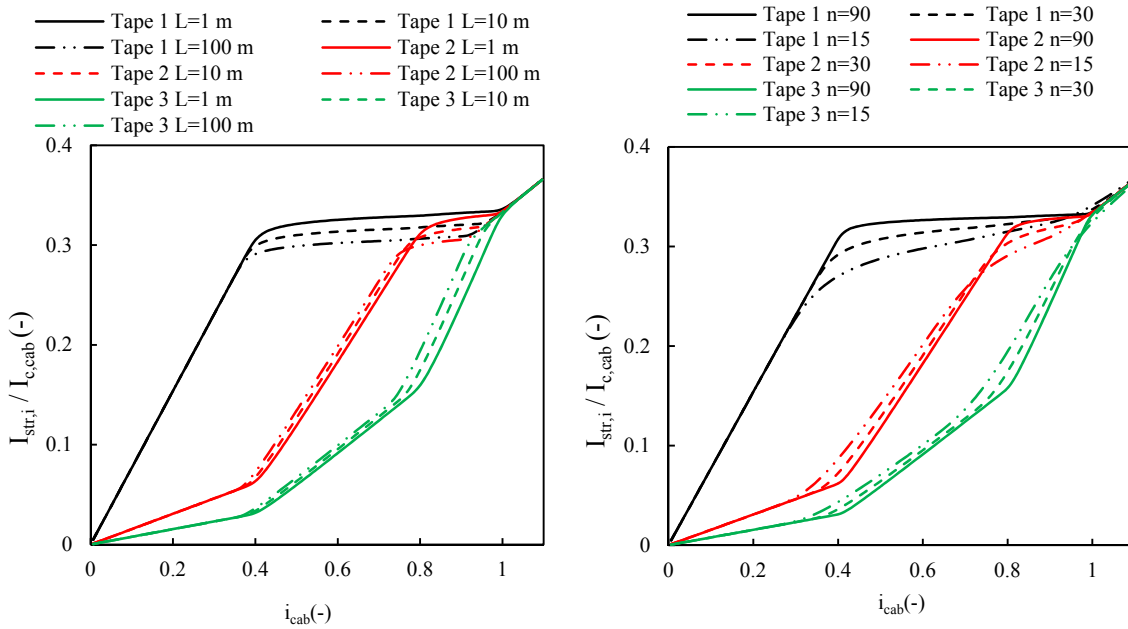 Tape 1 L=1 m
Tape 1 L=10 m
Tape 1 L=100 m
Tape 2 L=1 m
Tape 2 L=10 m
Tape 2 L=100 m
Tape 3 L=1 m
Tape 3 L=10 m
Tape 3 L=100 m
0.4
0.3
0.2
0.1
0
I_str,i / I_c,cab (-)
0 0.2 0.4 0.6 0.8 1
i_cab(-)
Tape 1 n=90
Tape 1 n=30
Tape 1 n=15
Tape 2 n=90
Tape 2 n=30
Tape 2 n=15
Tape 3 n=90
Tape 3 n=30
Tape 3 n=15
0.4
0.3
0.2
0.1
0
I_str,i / I_c,cab (-)
0 0.2 0.4 0.6 0.8 1
i_cab(-)